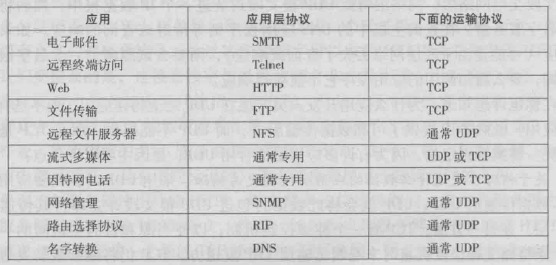 应用 应用层协议 下面的运输协议
电子邮件 SMTP TCP
远程终端访问 Telnet TCP
Web HTTP TCP
文件传输 FTP TCP
远程文件服务器 NFS 通常 UDP
流式多媒体 通常专用 UDP 或 TCP
因特网电话 通常专用 UDP 或 TCP
网络管理 SNMP 通常 UDP
路由选择协议 RIP 通常 UDP
名字转换 DNS 通常 UDP